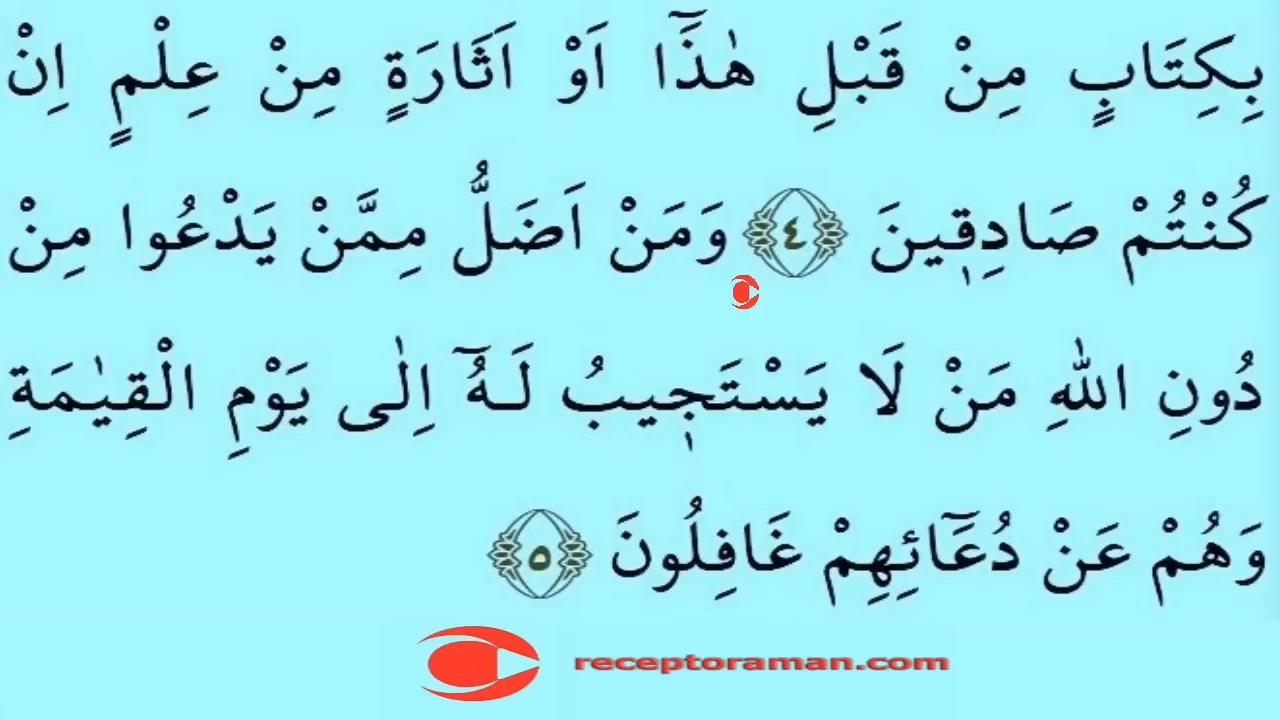 بِكِتَابٍ مِنْ قَبْلِ هٰذَٓا اَوْ اَثَارَةٍ مِنْ عِلْمٍ اِنْ
كُنْتُمْ صَادِقٖينَ ﴿٤﴾ وَمَنْ اَضَلُّ مِمَّنْ يَدْعُوا مِنْ
دُونِ اللّٰهِ مَنْ لَا يَسْتَجٖيبُ لَهُٓ اِلٰى يَوْمِ الْقِيٰمَةِ
وَهُمْ عَنْ دُعَٓائِهِمْ غَافِلُونَ ﴿٥﴾
receptoraman.com